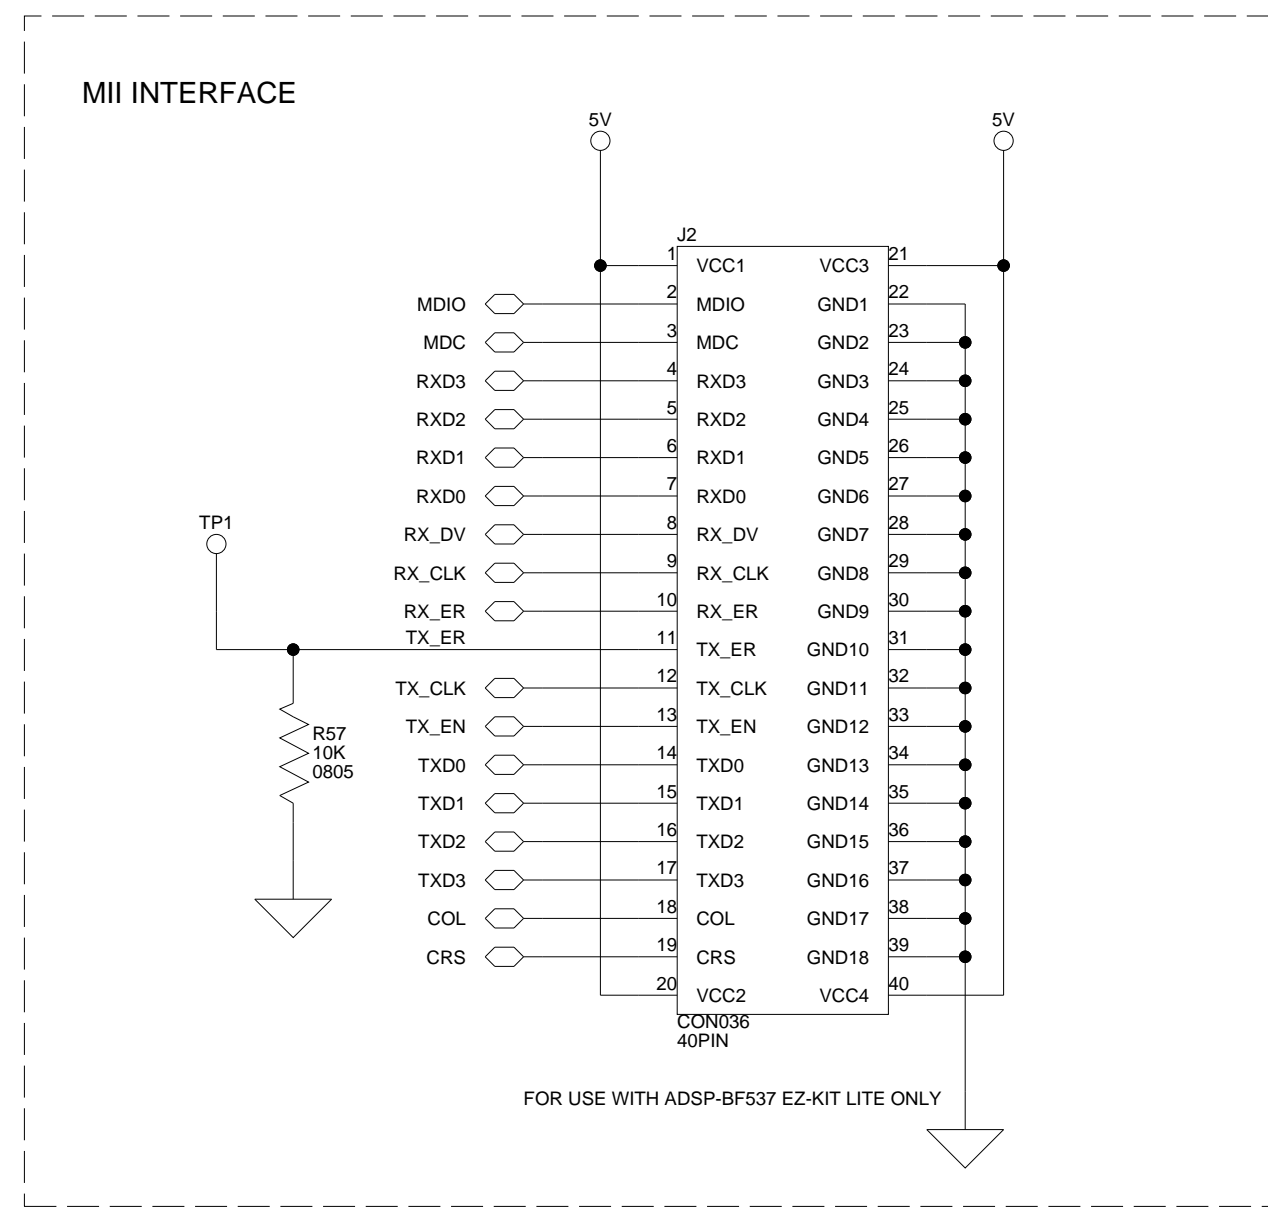 MII INTERFACE
5V
5V
J2
1 VCC1 VCC3 21
MDIO 2 MDIO GND1 22
MDC 3 MDC GND2 23
RXD3 4 RXD3 GND3 24
RXD2 5 RXD2 GND4 25
RXD1 6 RXD1 GND5 26
RXD0 7 RXD0 GND6 27
TP1
RX_DV 8 RX_DV GND7 28
RX_CLK 9 RX_CLK GND8 29
RX_ER 10 RX_ER GND9 30
TX_ER 11 TX_ER GND10 31
TX_CLK 12 TX_CLK GND11 32
TX_EN 13 TX_EN GND12 33
R57
10K
0805
TXD0 14 TXD0 GND13 34
TXD1 15 TXD1 GND14 35
TXD2 16 TXD2 GND15 36
TXD3 17 TXD3 GND16 37
COL 18 COL GND17 38
CRS 19 CRS GND18 39
20 VCC2 VCC4 40
CON036
40PIN
FOR USE WITH ADSP-BF537 EZ-KIT LITE ONLY